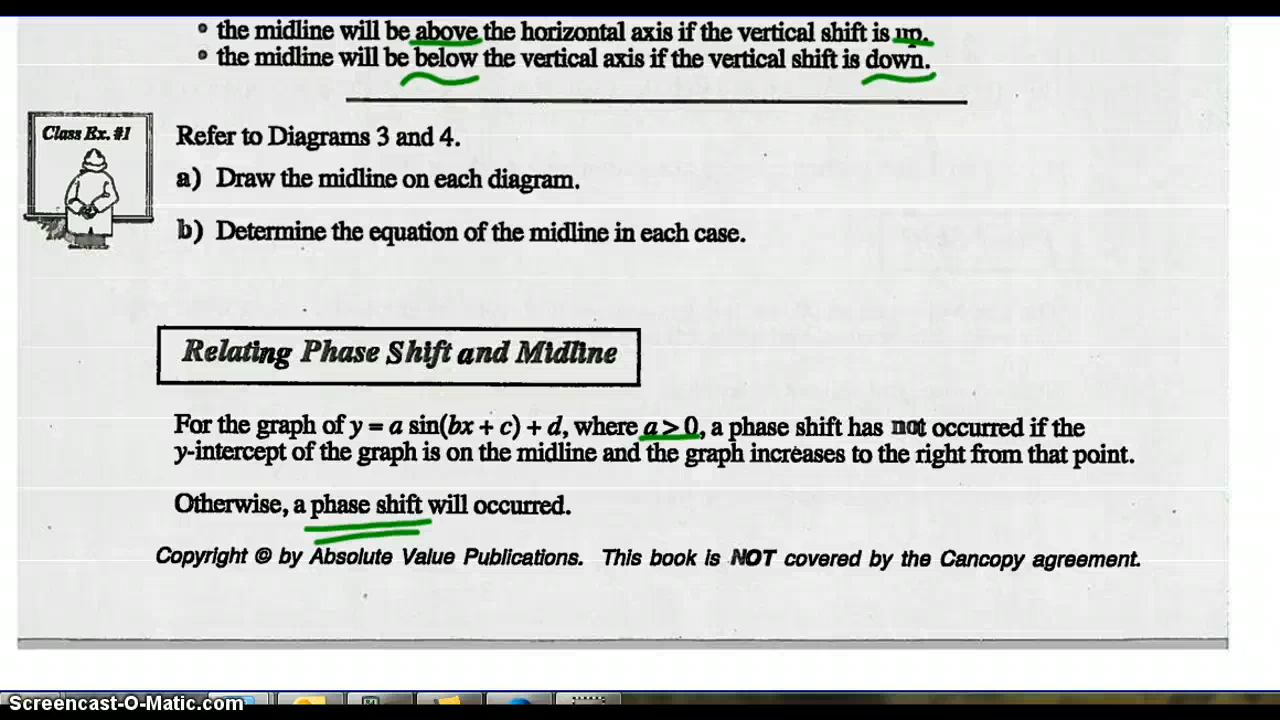 ° the midline will be above the horizontal axis if the vertical shift is up.
° the midline will be below the vertical axis if the vertical shift is down.
Class Ex. #1
Refer to Diagrams 3 and 4.
a) Draw the midline on each diagram.
b) Determine the equation of the midline in each case.
Relating Phase Shift and Midline
For the graph of y = a sin(bx + c) + d, where a > 0, a phase shift has not occurred if the
y-intercept of the graph is on the midline and the graph increases to the right from that point.
Otherwise, a phase shift will occurred.
Copyright © by Absolute Value Publications. This book is NOT covered by the Cancopy agreement.
Screencast-O-Matic.com